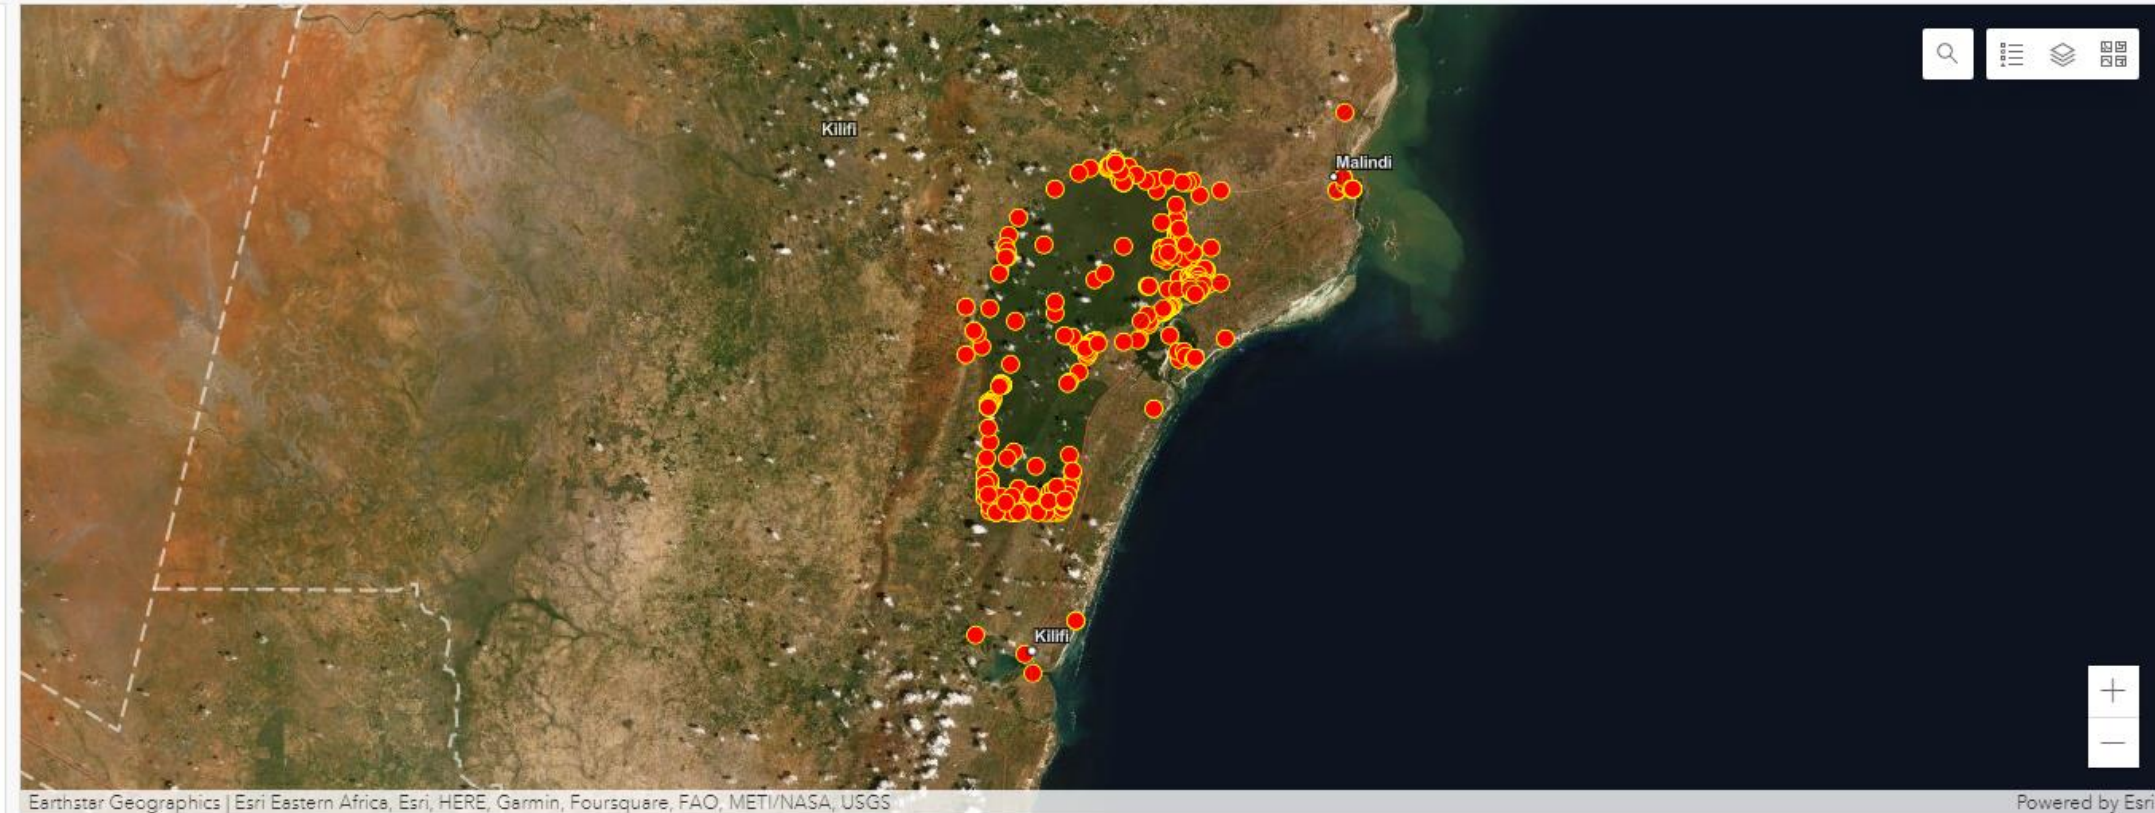 Kilifi
Malindi
Kilifi
Earthstar Geographics | Esri Eastern Africa, Esri, HERE, Garmin, Foursquare, FAO, METI/NASA, USGS
Powered by Esri